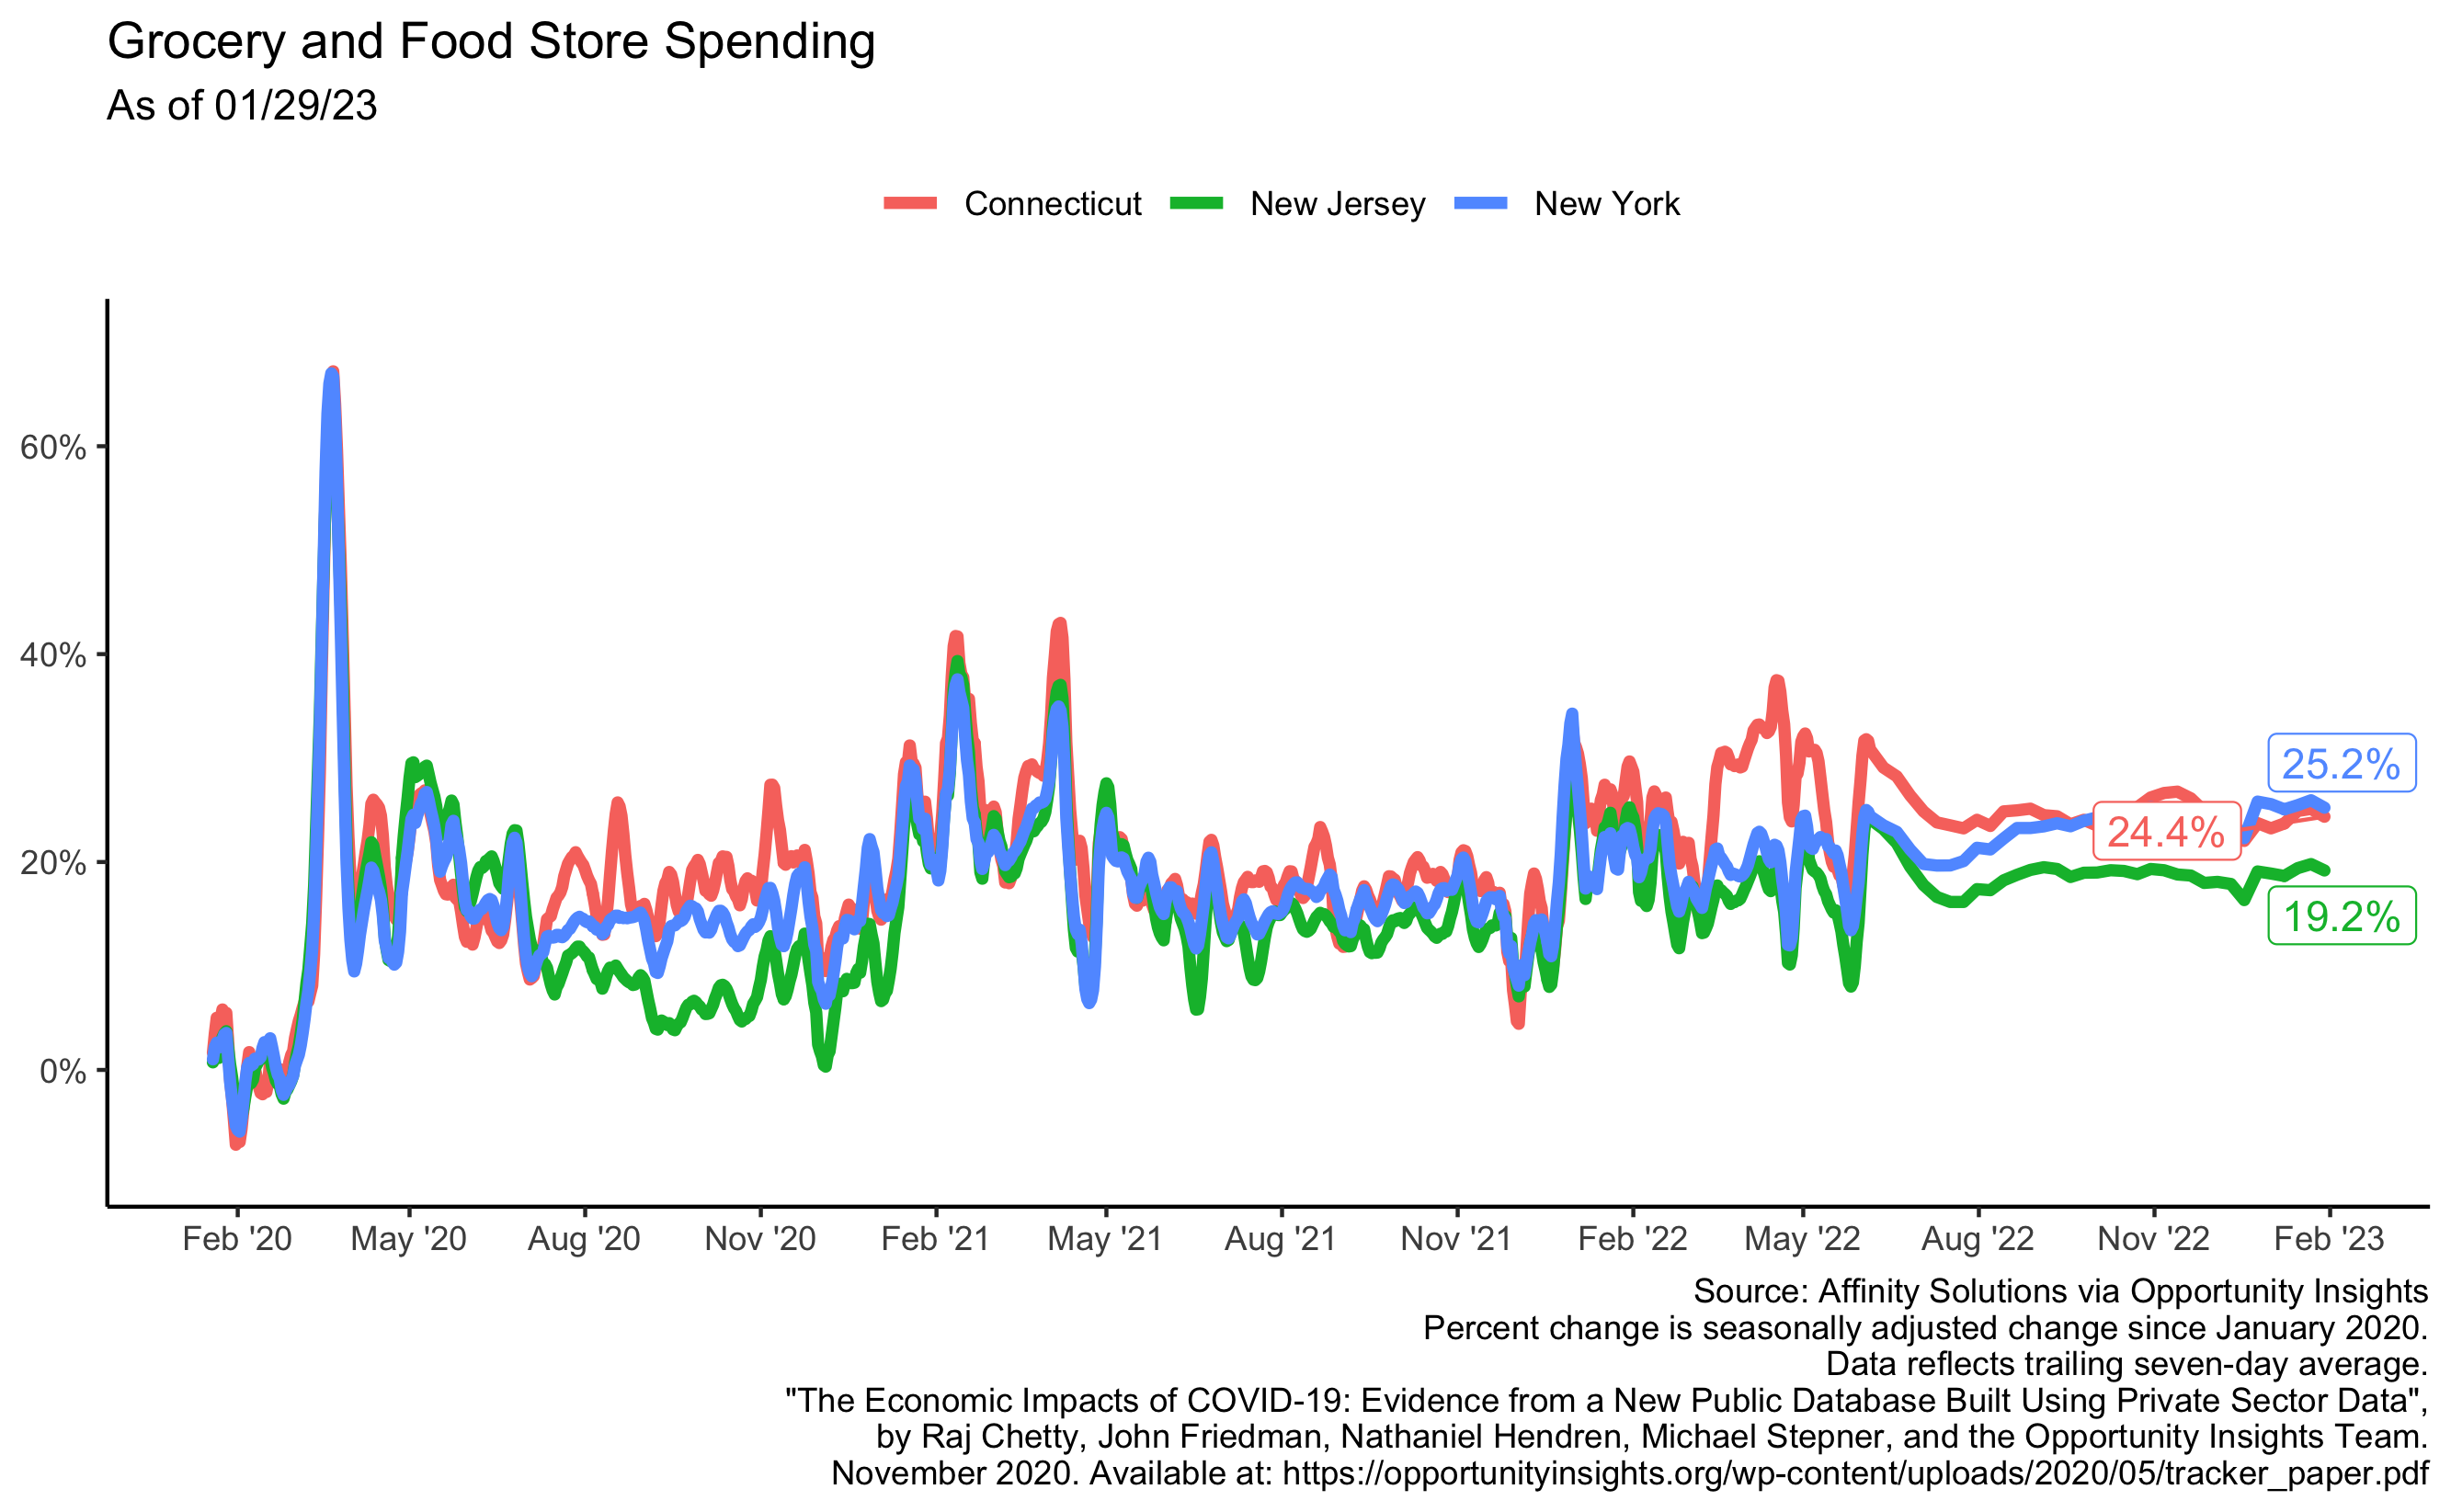 Grocery and Food Store Spending
As of 01/29/23
Connecticut New Jersey New York
60%
40%
20%
0%
25.2%
24.4%
19.2%
Feb '20 May '20 Aug '20 Nov '20 Feb '21 May '21 Aug '21 Nov '21 Feb '22 May '22 Aug '22 Nov '22 Feb '23
Source: Affinity Solutions via Opportunity Insights
Percent change is seasonally adjusted change since January 2020.
Data reflects trailing seven-day average.
"The Economic Impacts of COVID-19: Evidence from a New Public Database Built Using Private Sector Data",
by Raj Chetty, John Friedman, Nathaniel Hendren, Michael Stepner, and the Opportunity Insights Team.
November 2020. Available at: https://opportunityinsights.org/wp-content/uploads/2020/05/tracker_paper.pdf